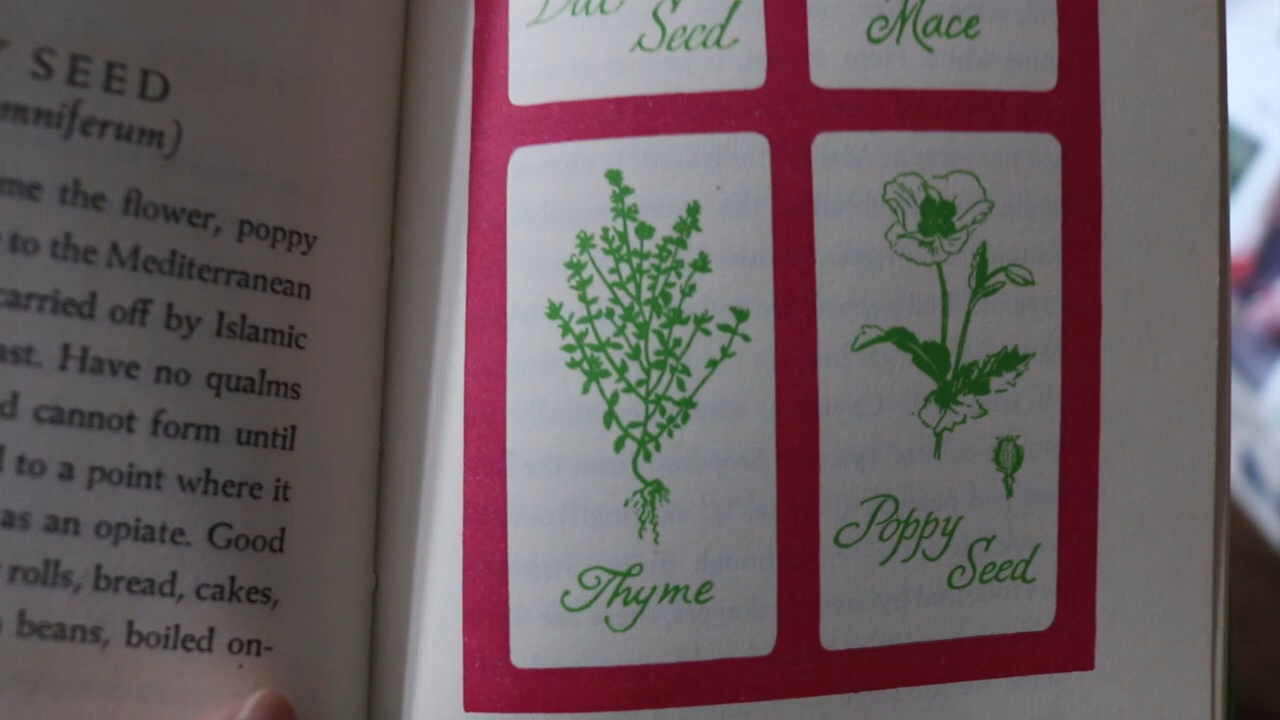 Y SEED
mniferum)
me the flower, poppy
to the Mediterranean
carried off by Islamic
ast. Have no qualms
d cannot form until
l to a point where it
as an opiate. Good
rolls, bread, cakes,
beans, boiled on-
Seed
Mace
Thyme
Poppy
Seed